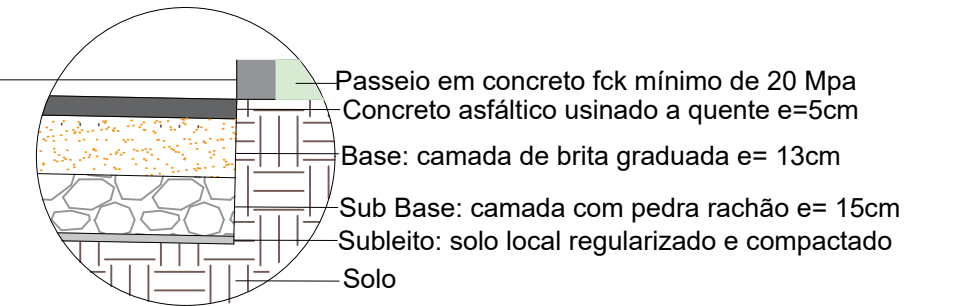 Passeio em concreto fck mínimo de 20 Mpa
Concreto asfáltico usinado a quente e=5cm
Base: camada de brita graduada e= 13cm
Sub Base: camada com pedra rachão e= 15cm
Subleito: solo local regularizado e compactado
Solo